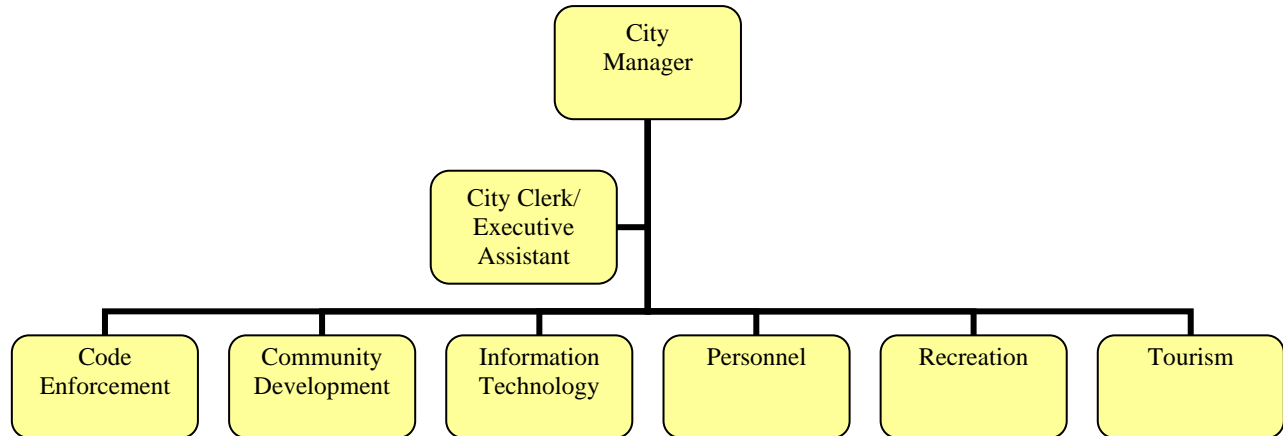 City
Manager
City Clerk/
Executive
Assistant
Code
Enforcement
Community
Development
Information
Technology
Personnel
Recreation
Tourism